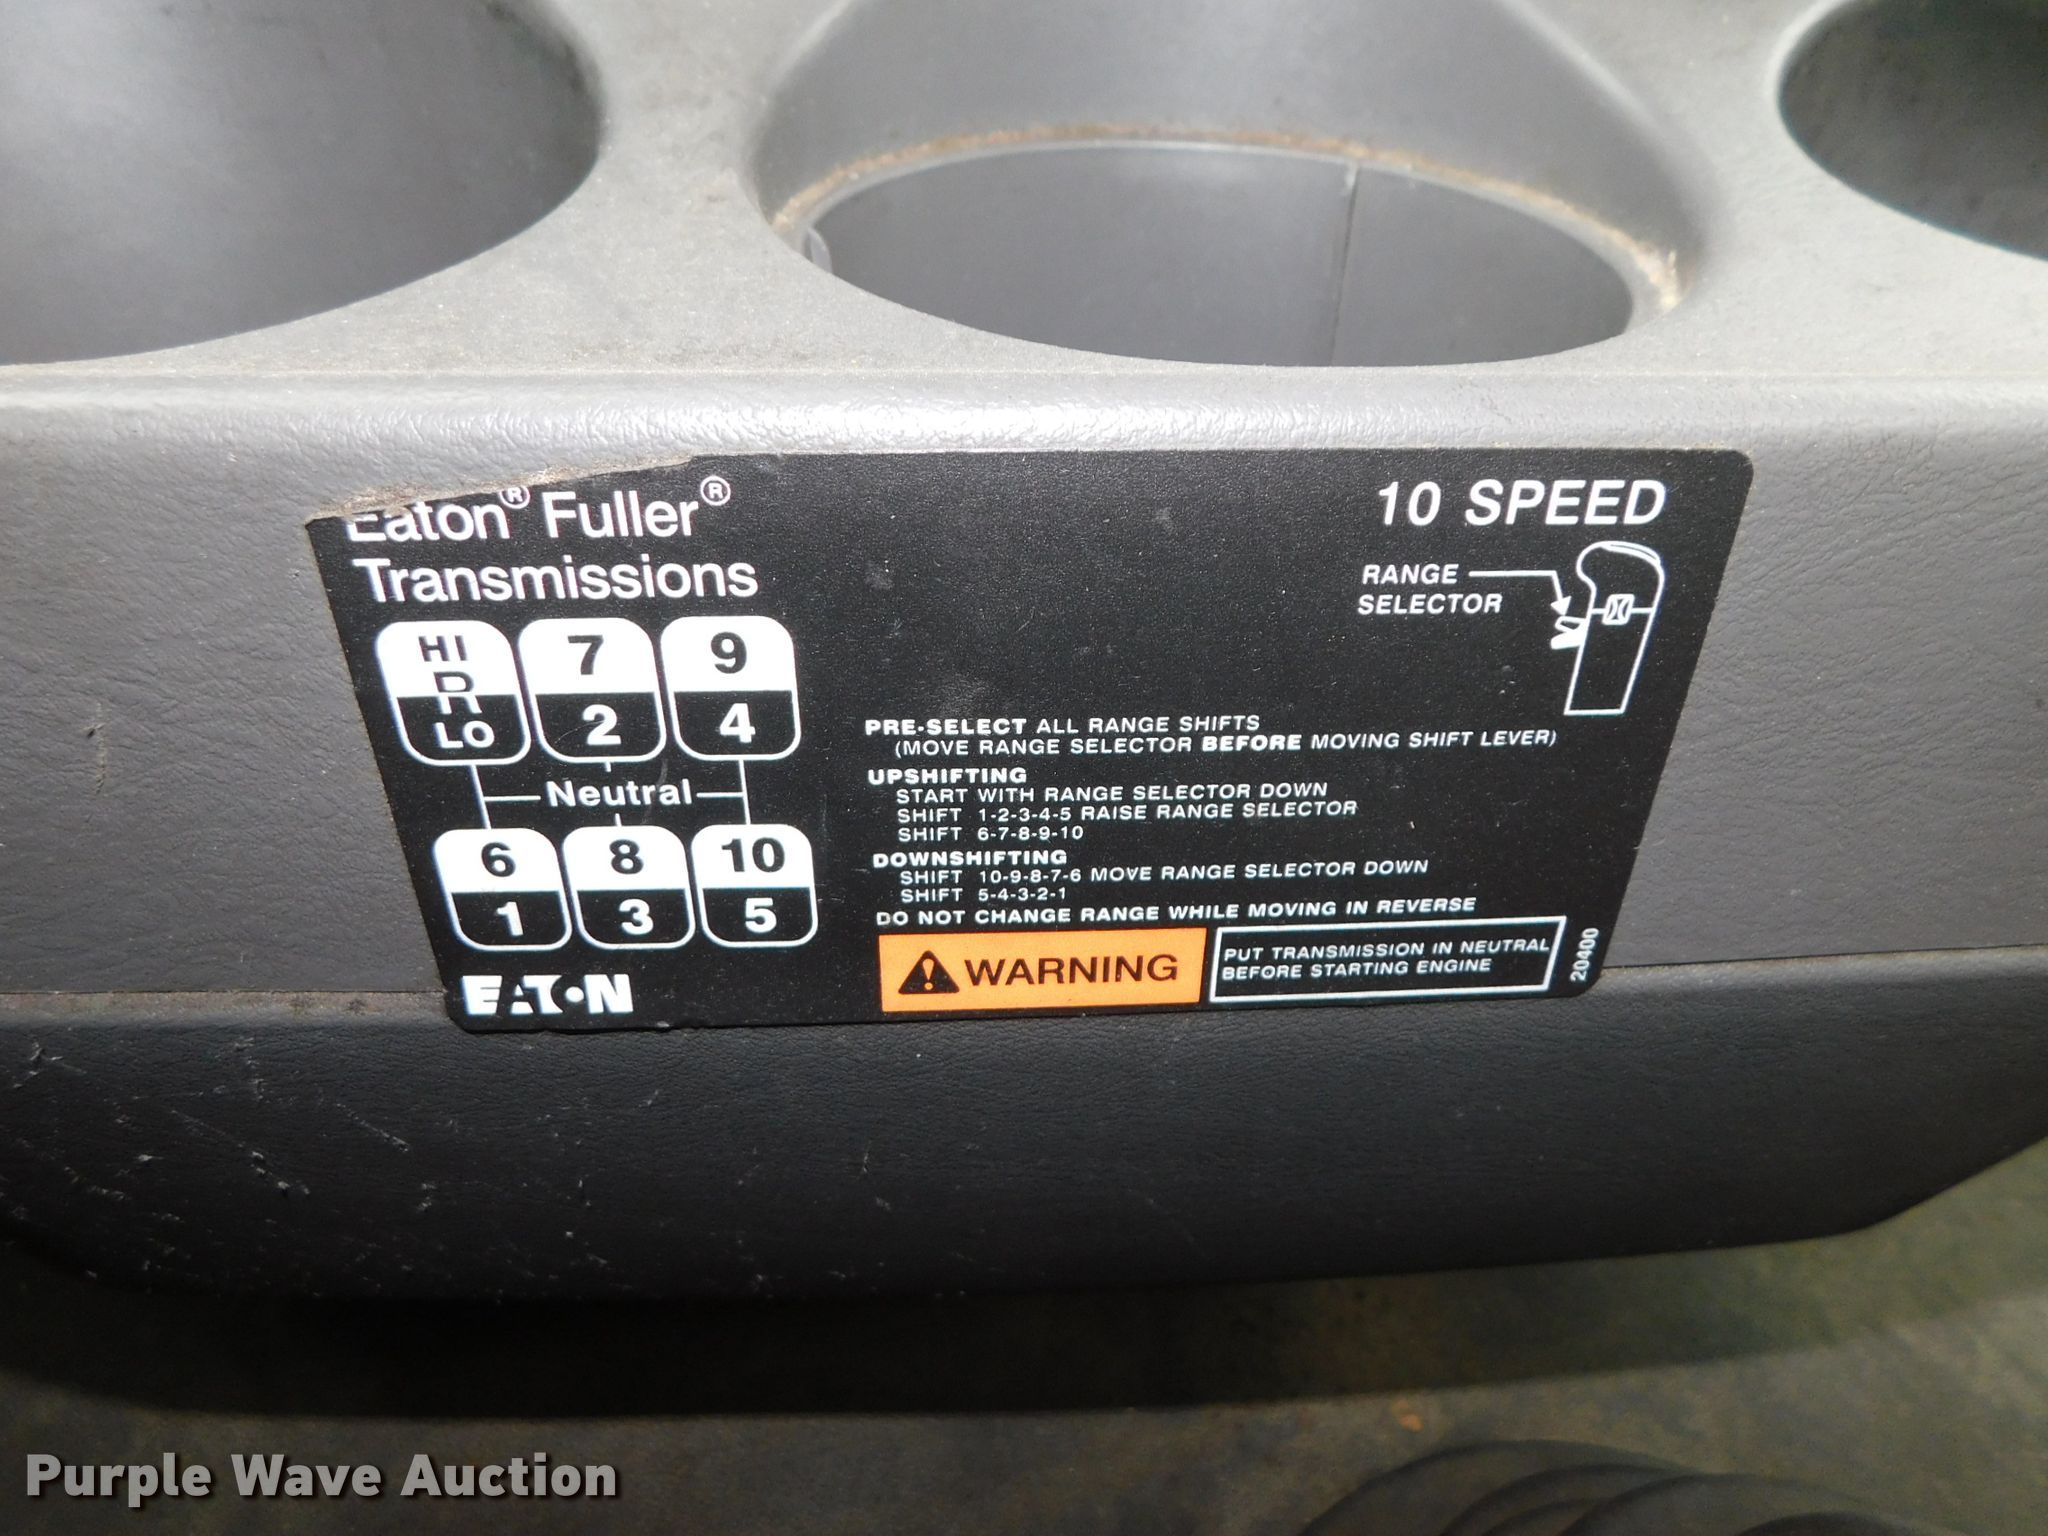 Eaton® Fuller®
Transmissions
10 SPEED
RANGE
SELECTOR
HI 7 9
R
LO 2 4
Neutral
6 8 10
1 3 5
EATON
PRE-SELECT ALL RANGE SHIFTS
(MOVE RANGE SELECTOR BEFORE MOVING SHIFT LEVER)
UPSHIFTING
START WITH RANGE SELECTOR DOWN
SHIFT 1-2-3-4-5 RAISE RANGE SELECTOR
SHIFT 6-7-8-9-10
DOWNSHIFTING
SHIFT 10-9-8-7-6 MOVE RANGE SELECTOR DOWN
SHIFT 5-4-3-2-1
DO NOT CHANGE RANGE WHILE MOVING IN REVERSE
WARNING
PUT TRANSMISSION IN NEUTRAL
BEFORE STARTING ENGINE
20400
Purple Wave Auction